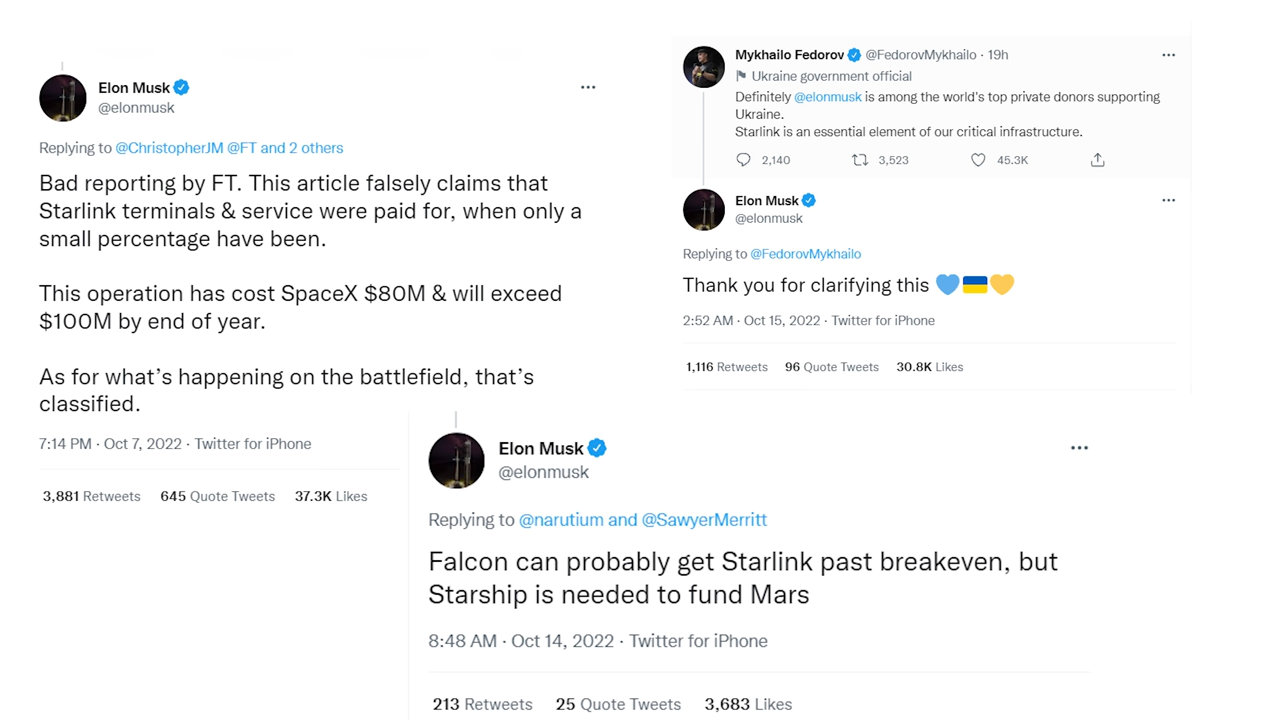 Elon Musk
@elonmusk
Replying to @ChristopherJM @FT and 2 others
Bad reporting by FT. This article falsely claims that
Starlink terminals & service were paid for, when only a
small percentage have been.
This operation has cost SpaceX $80M & will exceed
$100M by end of year.
As for what's happening on the battlefield, that's
classified.
7:14 PM · Oct 7, 2022 · Twitter for iPhone
3,881 Retweets 645 Quote Tweets 37.3K Likes
Mykhailo Fedorov @FedorovMykhailo · 19h
Ukraine government official
Definitely @elonmusk is among the world's top private donors supporting
Ukraine.
Starlink is an essential element of our critical infrastructure.
2,140 3,523 45.3K
Elon Musk
@elonmusk
Replying to @FedorovMykhailo
Thank you for clarifying this 💙🇺🇦💛
2:52 AM · Oct 15, 2022 · Twitter for iPhone
1,116 Retweets 96 Quote Tweets 30.8K Likes
Elon Musk
@elonmusk
Replying to @narutium and @SawyerMerritt
Falcon can probably get Starlink past breakeven, but
Starship is needed to fund Mars
8:48 AM · Oct 14, 2022 · Twitter for iPhone
213 Retweets 25 Quote Tweets 3,683 Likes